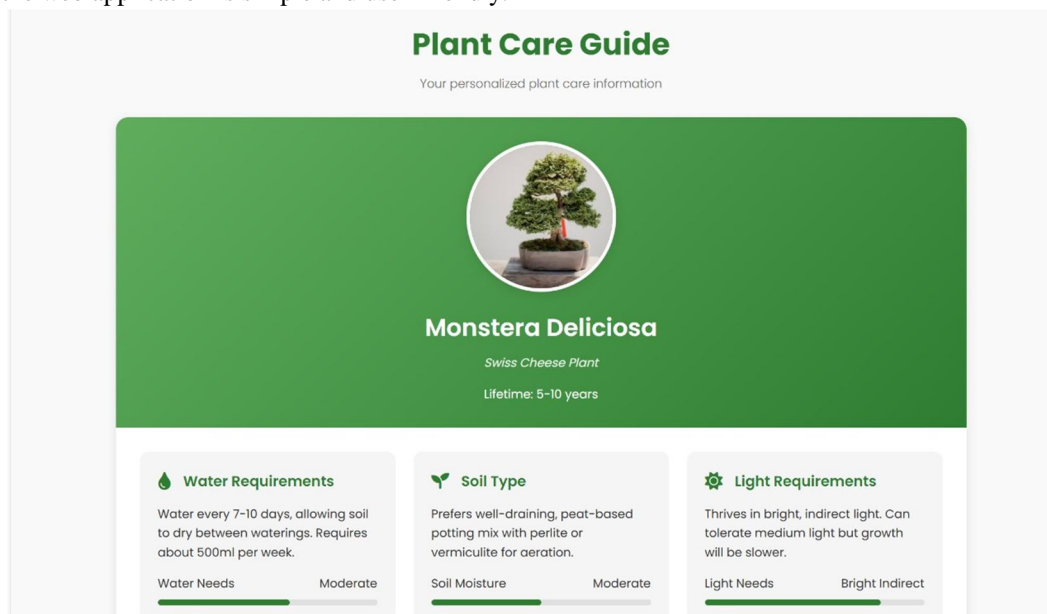 Plant Care Guide
Your personalized plant care information
Monstera Deliciosa
Swiss Cheese Plant
Lifetime: 5-10 years
Water Requirements
Water every 7-10 days, allowing soil
to dry between waterings. Requires
about 500ml per week.
Water Needs Moderate
Soil Type
Prefers well-draining, peat-based
potting mix with perlite or
vermiculite for aeration.
Soil Moisture Moderate
Light Requirements
Thrives in bright, indirect light. Can
tolerate medium light but growth
will be slower.
Light Needs Bright Indirect